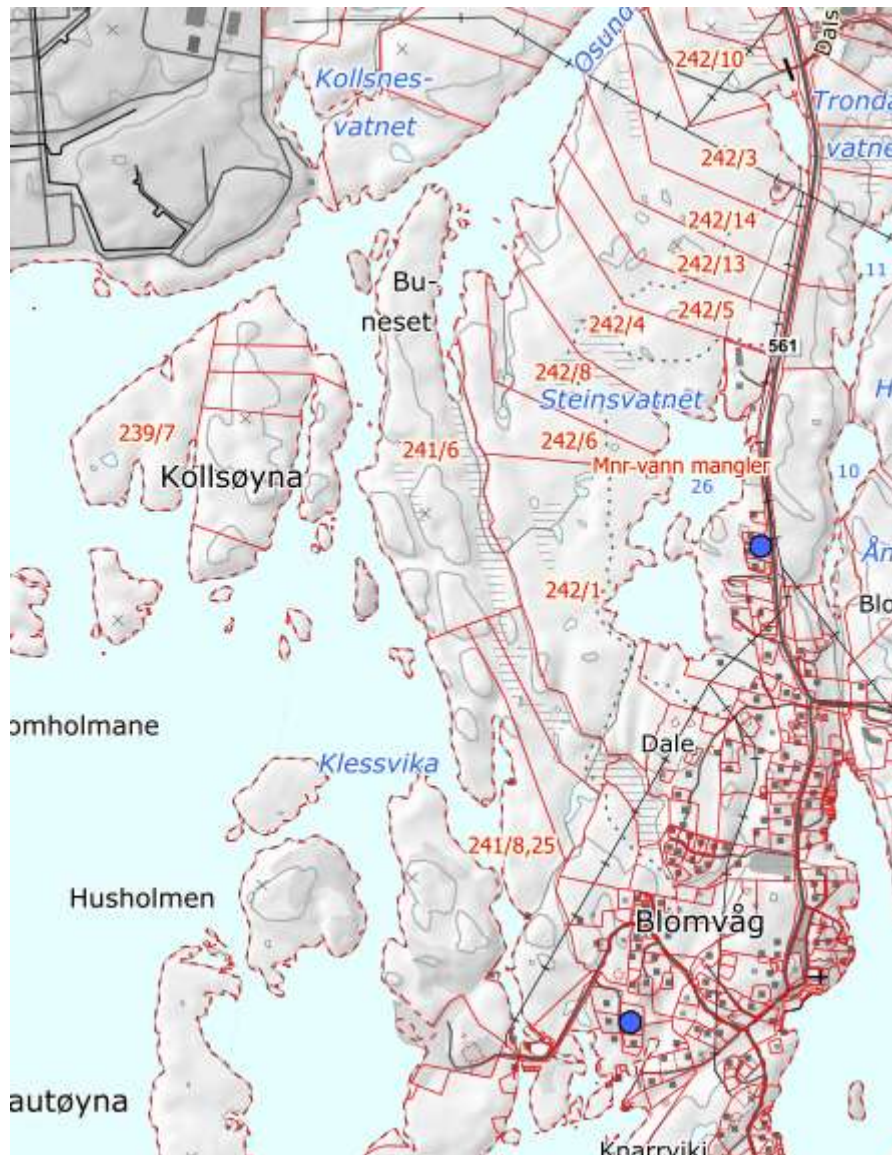 Dals
242/10
Osund
Kollsnes-
vatnet
Tronda
vatne
242/3
242/14
242/13
11
Bu-
neset
242/5
242/4
561
242/8
H
Steinsvatnet
239/7
241/6
242/6
Mnr-vann mangler
Kollsøyna
26
10
Ån
242/1
Blo
omholmane
Dale
Klessvika
241/8,25
Husholmen
Blomvåg
autøyna
Knarrviki